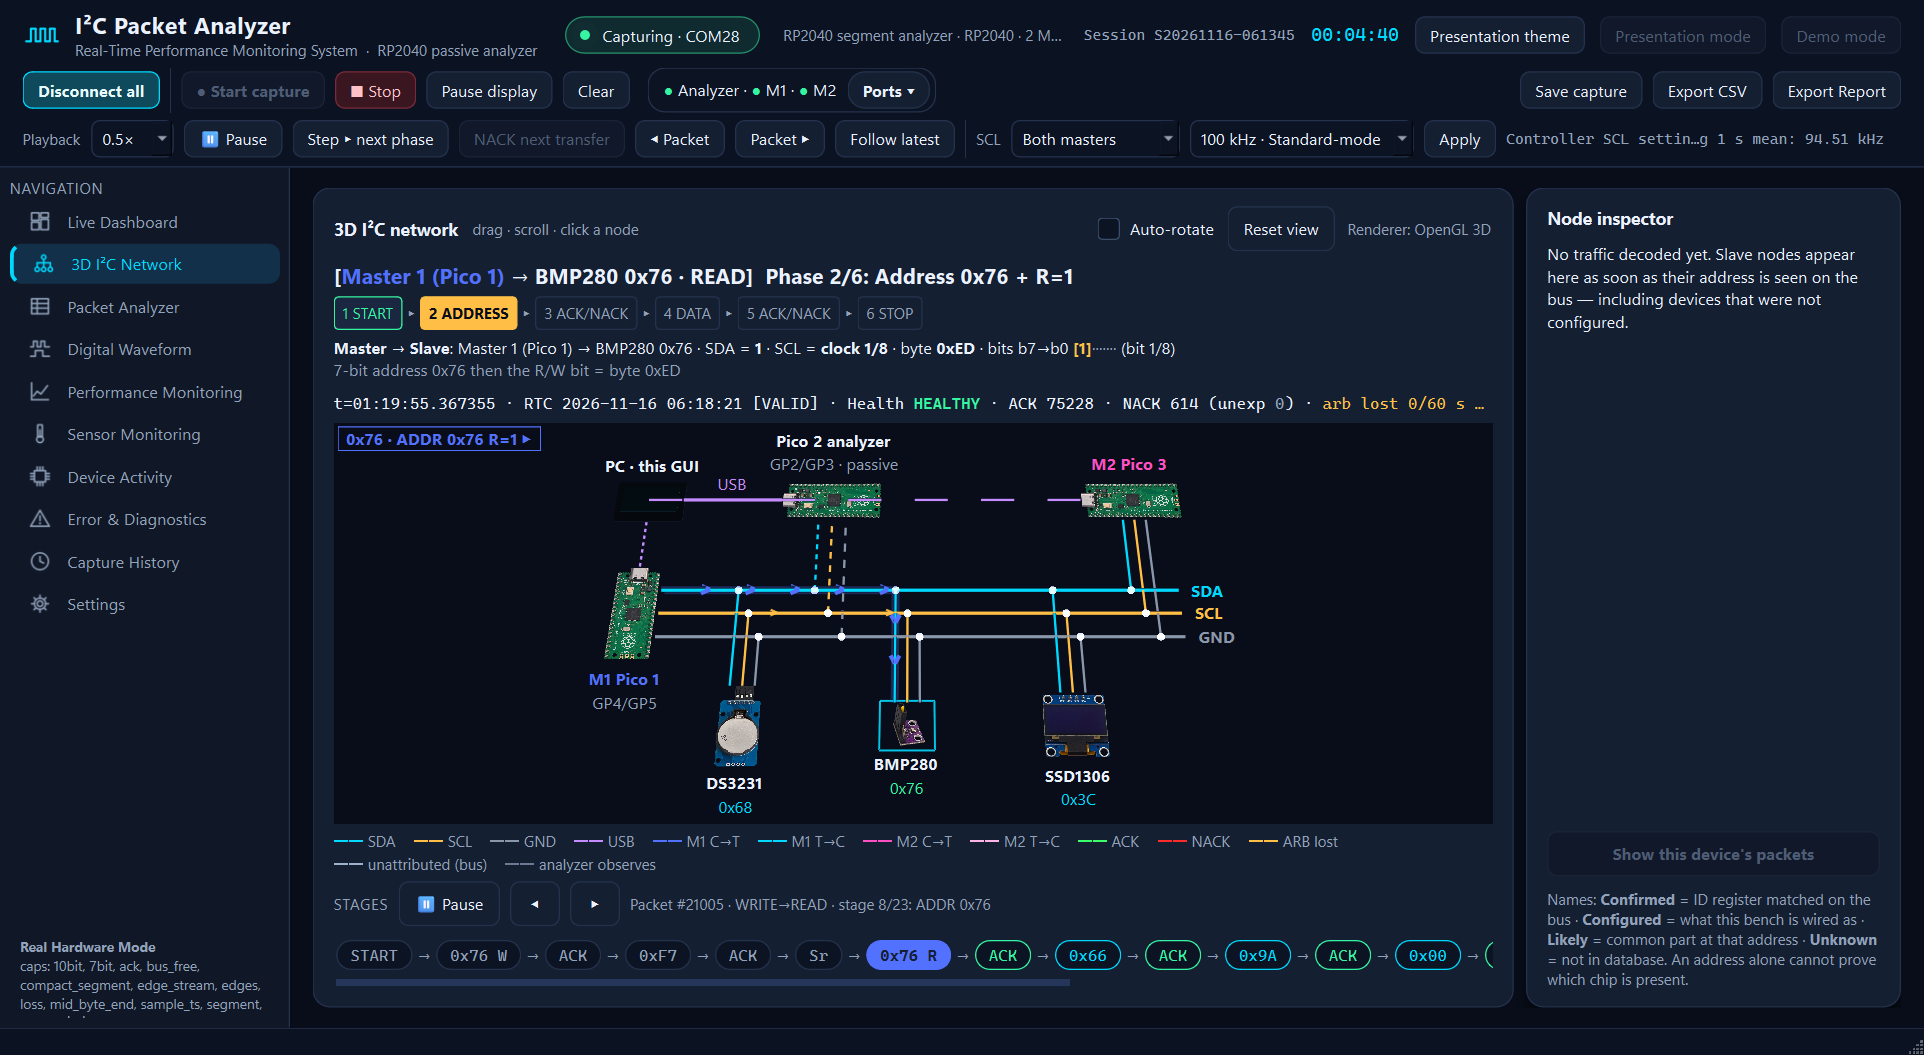 I²C Packet Analyzer
Real-Time Performance Monitoring System · RP2040 passive analyzer
Capturing · COM28
RP2040 segment analyzer · RP2040 · 2 M...
Session S20261116-061345
00:04:40
Presentation theme
Presentation mode
Demo mode
Disconnect all
Start capture
Stop
Pause display
Clear
Analyzer · M1 · M2
Ports
Save capture
Export CSV
Export Report
Playback
0.5×
Pause
Step ▸ next phase
NACK next transfer
◂ Packet
Packet ▸
Follow latest
SCL
Both masters
100 kHz · Standard-mode
Apply
Controller SCL settin…g 1 s mean: 94.51 kHz
NAVIGATION
Live Dashboard
3D I²C Network
Packet Analyzer
Digital Waveform
Performance Monitoring
Sensor Monitoring
Device Activity
Error & Diagnostics
Capture History
Settings
Real Hardware Mode
caps: 10bit, 7bit, ack, bus_free,
compact_segment, edge_stream, edges,
loss, mid_byte_end, sample_ts, segment,
3D I²C network
drag · scroll · click a node
Auto-rotate
Reset view
Renderer: OpenGL 3D
[Master 1 (Pico 1) → BMP280 0x76 · READ] Phase 2/6: Address 0x76 + R=1
1 START ▸ 2 ADDRESS ▸ 3 ACK/NACK ▸ 4 DATA ▸ 5 ACK/NACK ▸ 6 STOP
Master → Slave: Master 1 (Pico 1) → BMP280 0x76 · SDA = 1 · SCL = clock 1/8 · byte 0xED · bits b7→b0 [1]······· (bit 1/8)
7-bit address 0x76 then the R/W bit = byte 0xED
t=01:19:55.367355 · RTC 2026-11-16 06:18:21 [VALID] · Health HEALTHY · ACK 75228 · NACK 614 (unexp 0) · arb lost 0/60 s …
0x76 · ADDR 0x76 R=1 ▸
PC · this GUI
USB
Pico 2 analyzer
GP2/GP3 · passive
M2 Pico 3
SDA
SCL
GND
M1 Pico 1
GP4/GP5
DS3231
0x68
BMP280
0x76
SSD1306
0x3C
SDA SCL GND USB M1 C→T M1 T→C M2 C→T M2 T→C ACK NACK ARB lost
unattributed (bus) analyzer observes
STAGES
Pause
◂
▸
Packet #21005 · WRITE→READ · stage 8/23: ADDR 0x76
START → 0x76 W → ACK → 0xF7 → ACK → Sr → 0x76 R → ACK → 0x66 → ACK → 0x9A → ACK → 0x00 →
Node inspector
No traffic decoded yet. Slave nodes appear
here as soon as their address is seen on the
bus — including devices that were not
configured.
Show this device's packets
Names: Confirmed = ID register matched on the
bus · Configured = what this bench is wired as ·
Likely = common part at that address · Unknown
= not in database. An address alone cannot prove
which chip is present.